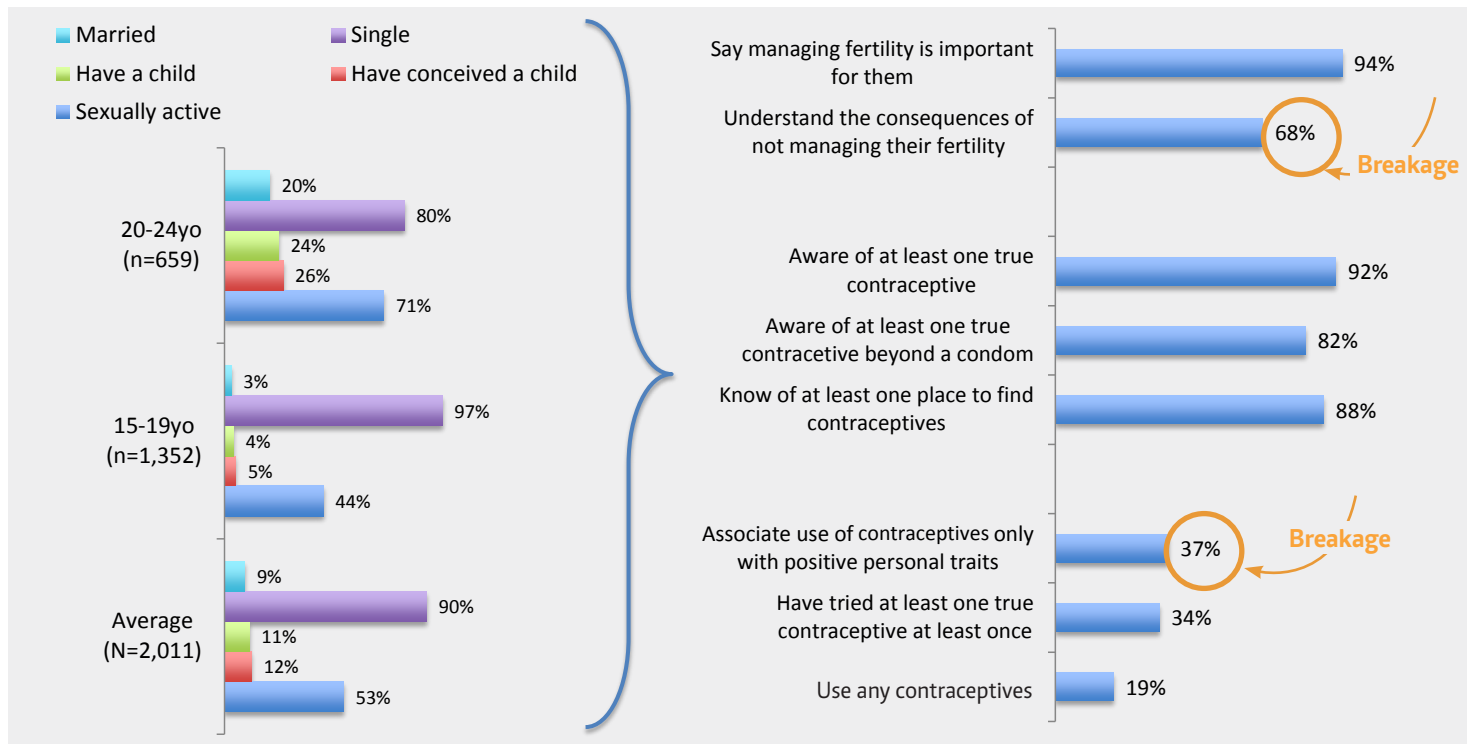 Married
Single
Have a child
Have conceived a child
Sexually active
20-24yo
(n=659)
20%
80%
24%
26%
71%
15-19yo
(n=1,352)
3%
97%
4%
5%
44%
Average
(N=2,011)
9%
90%
11%
12%
53%
Say managing fertility is important
for them
94%
Understand the consequences of
not managing their fertility
68%
Breakage
Aware of at least one true
contraceptive
92%
Aware of at least one true
contracetive beyond a condom
82%
Know of at least one place to find
contraceptives
88%
Associate use of contraceptives only
with positive personal traits
37%
Breakage
Have tried at least one true
contraceptive at least once
34%
Use any contraceptives
19%